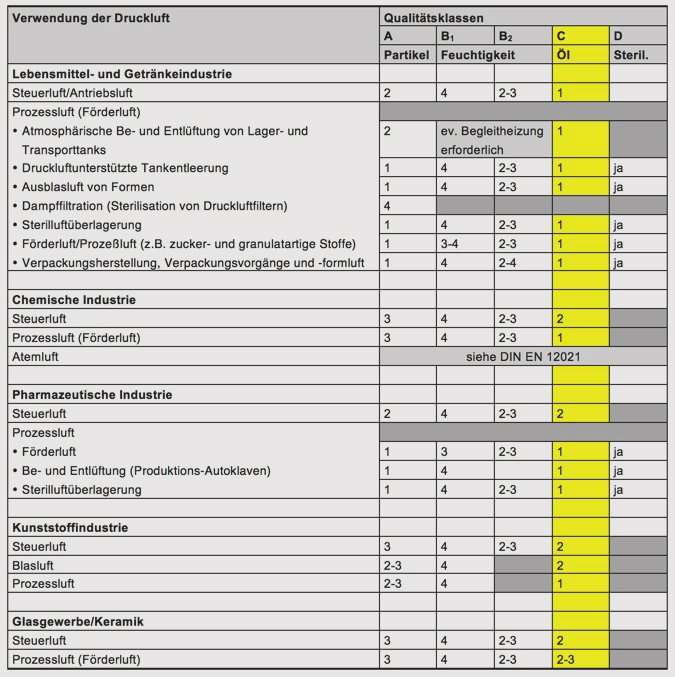 Verwendung der Druckluft Qualitätsklassen
A B₁ B₂ C D
Partikel Feuchtigkeit Öl Steril.
Lebensmittel- und Getränkeindustrie
Steuerluft/Antriebsluft 2 4 2-3 1
Prozessluft (Förderluft)
• Atmosphärische Be- und Entlüftung von Lager- und 2 ev. Begleitheizung 1
Transporttanks erforderlich
• Druckluftunterstützte Tankentleerung 1 4 2-3 1 ja
• Ausblasluft von Formen 1 4 2-3 1 ja
• Dampffiltration (Sterilisation von Druckluftfiltern) 4
• Sterilluftüberlagerung 1 4 2-3 1 ja
• Förderluft/Prozeßluft (z.B. zucker- und granulatartige Stoffe) 1 3-4 2-3 1 ja
• Verpackungsherstellung, Verpackungsvorgänge und -formluft 1 4 2-4 1 ja
Chemische Industrie
Steuerluft 3 4 2-3 2
Prozessluft (Förderluft) 3 4 2-3 1
Atemluft siehe DIN EN 12021
Pharmazeutische Industrie
Steuerluft 2 4 2-3 2
Prozessluft
• Förderluft 1 3 2-3 1 ja
• Be- und Entlüftung (Produktions-Autoklaven) 1 4 1 ja
• Sterilluftüberlagerung 1 4 2-3 1 ja
Kunststoffindustrie
Steuerluft 3 4 2-3 2
Blasluft 2-3 4 2
Prozessluft 2-3 4 1
Glasgewerbe/Keramik
Steuerluft 3 4 2-3 2
Prozessluft (Förderluft) 3 4 2-3 2-3